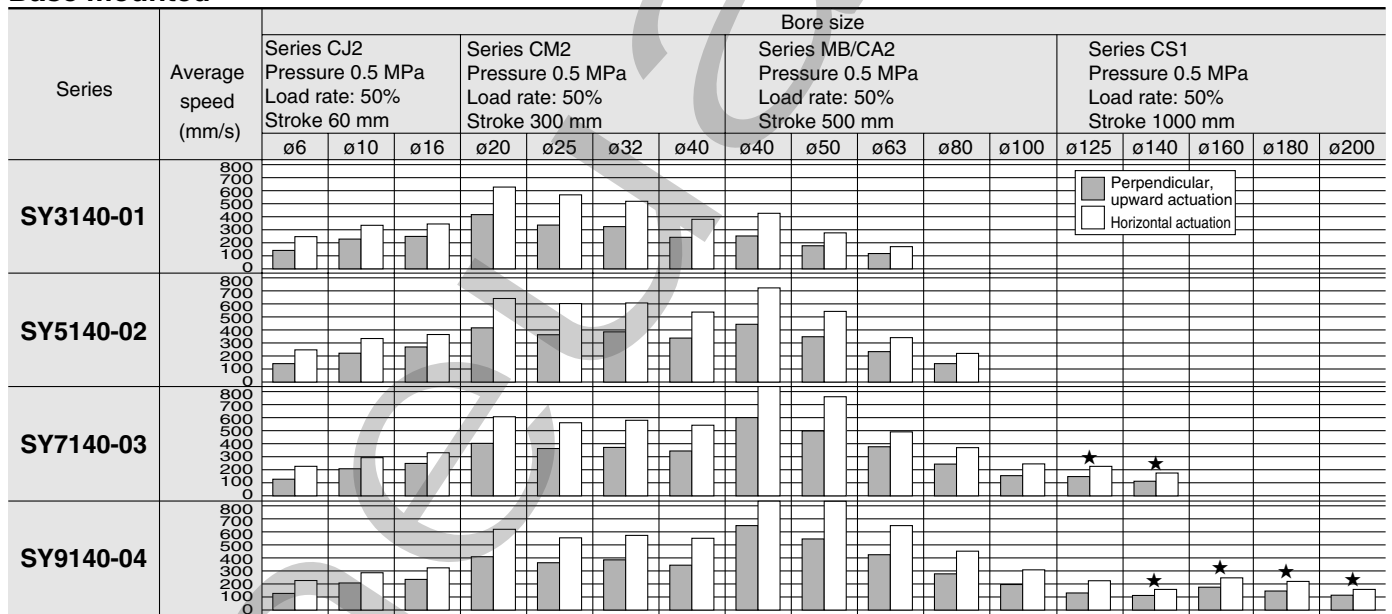 Bore size
Series
Average
speed
(mm/s)
Series CJ2
Pressure 0.5 MPa
Load rate: 50%
Stroke 60 mm
Series CM2
Pressure 0.5 MPa
Load rate: 50%
Stroke 300 mm
Series MB/CA2
Pressure 0.5 MPa
Load rate: 50%
Stroke 500 mm
Series CS1
Pressure 0.5 MPa
Load rate: 50%
Stroke 1000 mm
ø6 ø10 ø16 ø20 ø25 ø32 ø40 ø40 ø50 ø63 ø80 ø100 ø125 ø140 ø160 ø180 ø200
SY3140-01
800
700
600
500
400
300
200
100
0
Perpendicular,
upward actuation
Horizontal actuation
SY5140-02
800
700
600
500
400
300
200
100
0
SY7140-03
800
700
600
500
400
300
200
100
0
★ ★
SY9140-04
800
700
600
500
400
300
200
100
0
★ ★ ★ ★